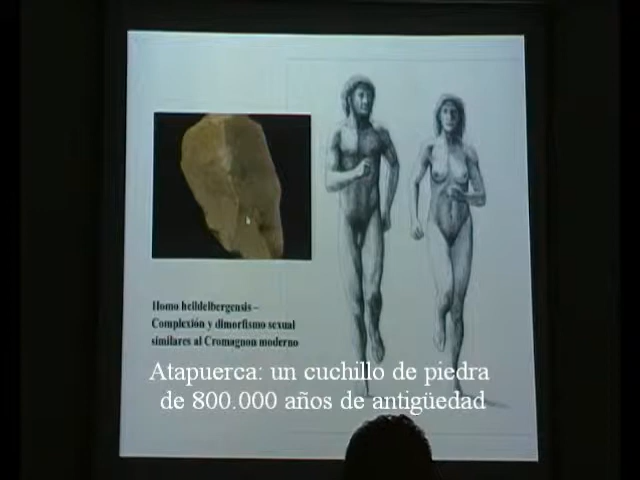 Homo heildelbergensis –
Complexión y dimorfismo sexual
similares al Cromagnon moderno
Atapuerca: un cuchillo de piedra
de 800.000 años de antigüedad